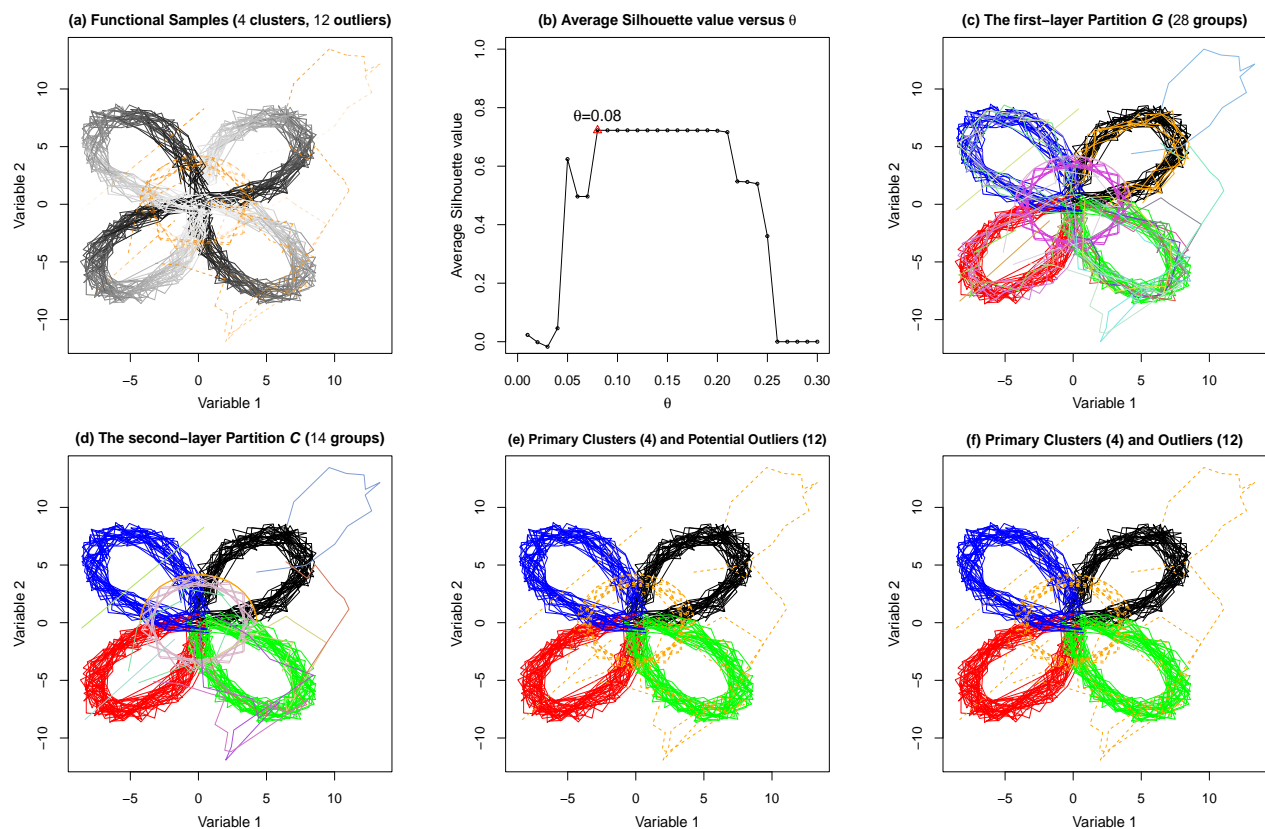 (a) Functional Samples (4 clusters, 12 outliers)
10
5
0
−5
−10
Variable 2
−5 0 5 10
Variable 1
(b) Average Silhouette value versus θ
1.0
0.8
0.6
0.4
0.2
0.0
Average Silhouette value
θ=0.08
0.00 0.05 0.10 0.15 0.20 0.25 0.30
θ
(c) The first−layer Partition G (28 groups)
10
5
0
−5
−10
Variable 2
−5 0 5 10
Variable 1
(d) The second−layer Partition C (14 groups)
10
5
0
−5
−10
Variable 2
−5 0 5 10
Variable 1
(e) Primary Clusters (4) and Potential Outliers (12)
10
5
0
−5
−10
Variable 2
−5 0 5 10
Variable 1
(f) Primary Clusters (4) and Outliers (12)
10
5
0
−5
−10
Variable 2
−5 0 5 10
Variable 1